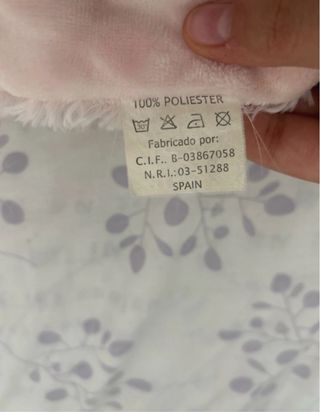 100% POLIESTER
Fabricado por:
C.I.F.. B-03867058
N.R.I.:03-51288
SPAIN